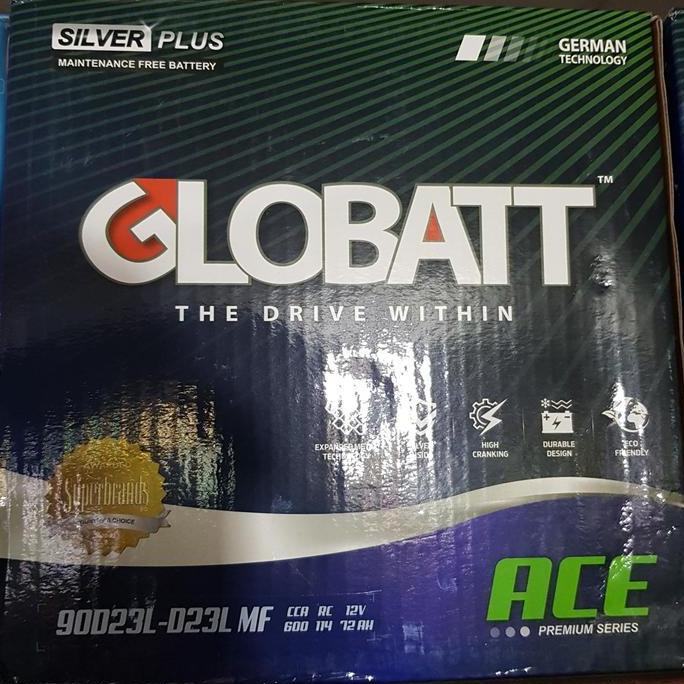 SILVER PLUS
MAINTENANCE FREE BATTERY
GERMAN
TECHNOLOGY
GLOBATT™
THE DRIVE WITHIN
HIGH
CRANKING
DURABLE
DESIGN
ECO
FRIENDLY
Superbrands
90D23L-D23L MF
CCA RC 12V
600 114 72AH
ACE
PREMIUM SERIES